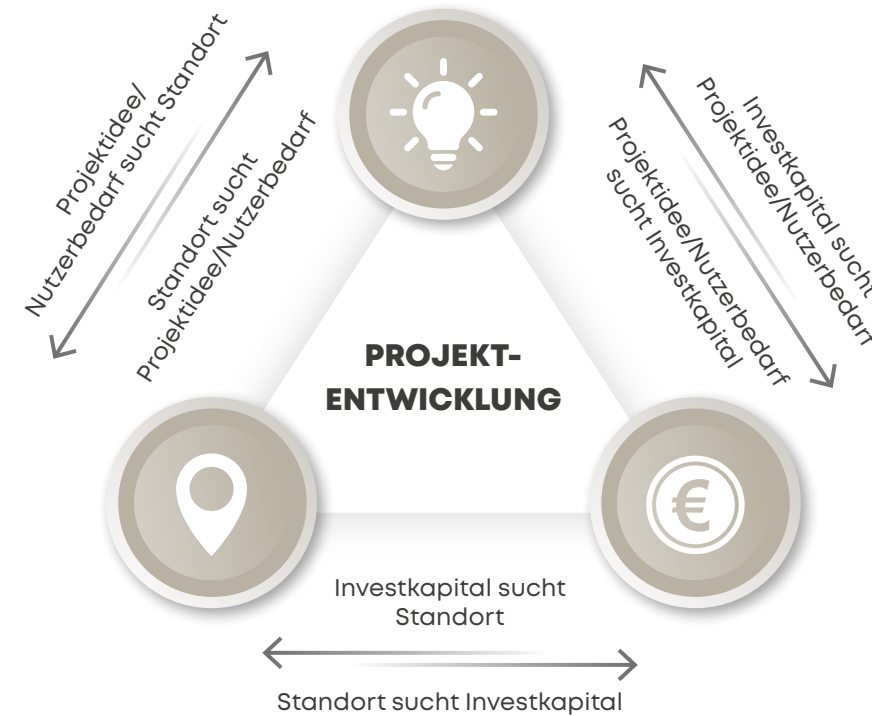 Projektidee/
Nutzerbedarf sucht Standort
Standort sucht
Projektidee/Nutzerbedarf
Investkapital sucht
Projektidee/Nutzerbedarf
Projektidee/Nutzerbedarf
sucht Investkapital
PROJEKT-
ENTWICKLUNG
€
Investkapital sucht
Standort
Standort sucht Investkapital